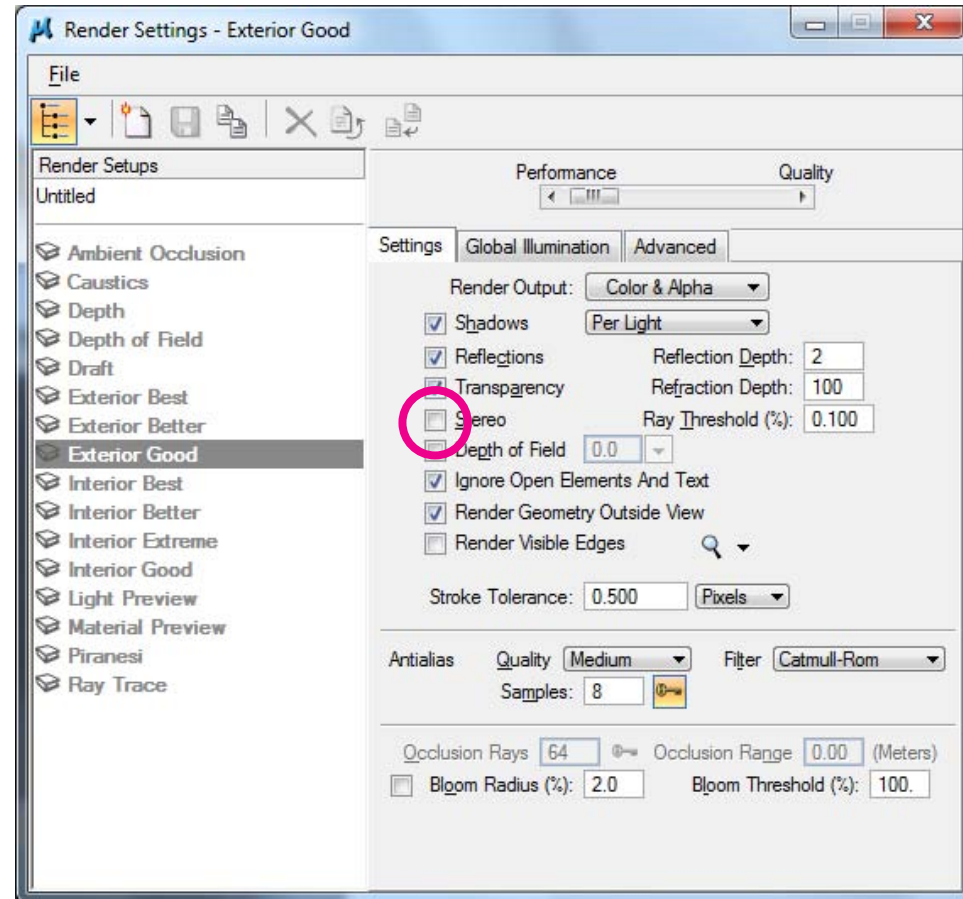 Render Settings - Exterior Good
File
Render Setups
Untitled
Ambient Occlusion
Caustics
Depth
Depth of Field
Draft
Exterior Best
Exterior Better
Exterior Good
Interior Best
Interior Better
Interior Extreme
Interior Good
Light Preview
Material Preview
Piranesi
Ray Trace
Performance Quality
Settings Global Illumination Advanced
Render Output: Color & Alpha
Shadows Per Light
Reflections Reflection Depth: 2
Transparency Refraction Depth: 100
Stereo Ray Threshold (%): 0.100
Depth of Field 0.0
Ignore Open Elements And Text
Render Geometry Outside View
Render Visible Edges
Stroke Tolerance: 0.500 Pixels
Antialias Quality Medium Filter Catmull-Rom
Samples: 8
Occlusion Rays 64 Occlusion Range 0.00 (Meters)
Bloom Radius (%): 2.0 Bloom Threshold (%): 100.